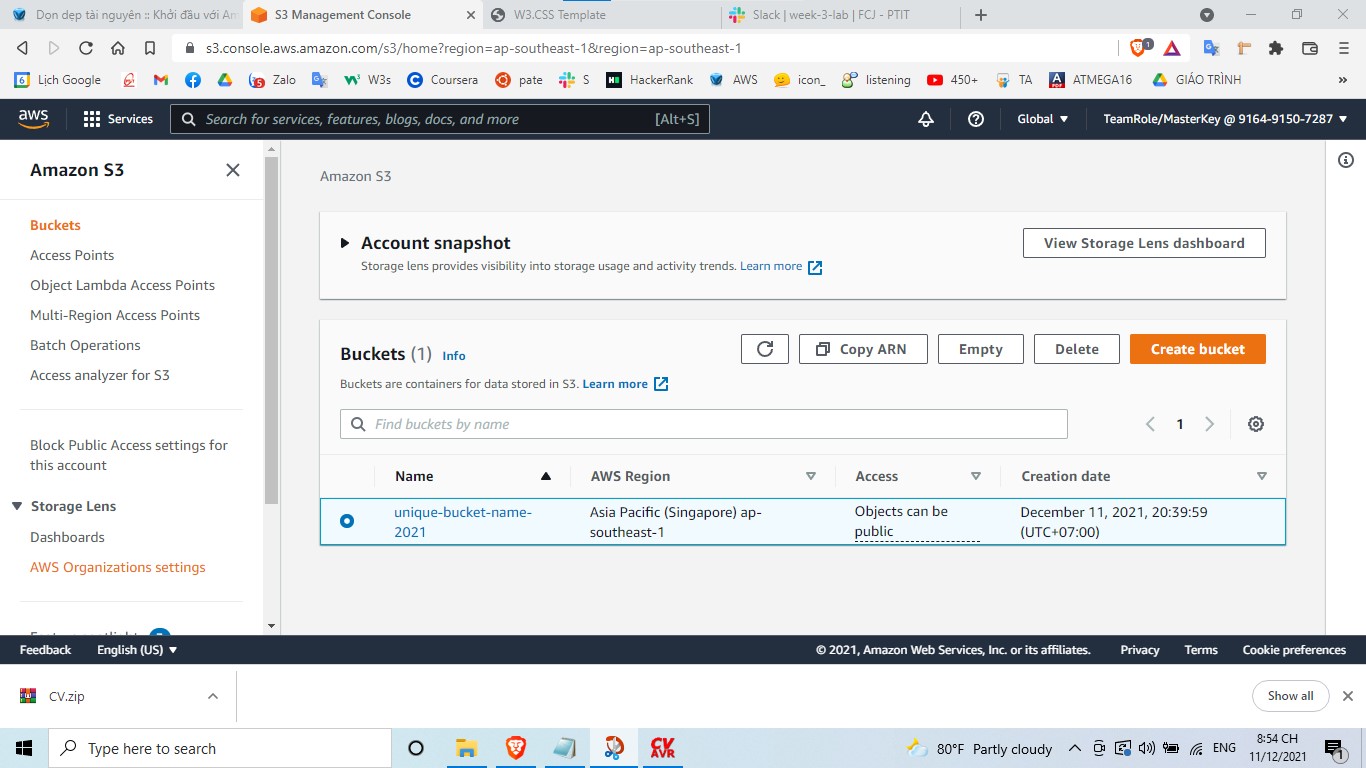 Dọn dẹp tài nguyên :: Khởi đầu với Am
S3 Management Console
W3.CSS Template
Slack | week-3-lab | FCJ - PTIT
s3.console.aws.amazon.com/s3/home?region=ap-southeast-1&region=ap-southeast-1
1
6 Lịch Google
Zalo
W3s
Coursera
pate
S
HackerRank
AWS
icon_
listening
450+
TA
ATMEGA16
GIÁO TRÌNH
aws
Services
Search for services, features, blogs, docs, and more [Alt+S]
Global
TeamRole/MasterKey @ 9164-9150-7287
Amazon S3
Buckets
Access Points
Object Lambda Access Points
Multi-Region Access Points
Batch Operations
Access analyzer for S3
Block Public Access settings for
this account
Storage Lens
Dashboards
AWS Organizations settings
Amazon S3
Account snapshot
Storage lens provides visibility into storage usage and activity trends. Learn more
View Storage Lens dashboard
Buckets (1) Info
Copy ARN
Empty
Delete
Create bucket
Buckets are containers for data stored in S3. Learn more
Find buckets by name
1
Name
AWS Region
Access
Creation date
unique-bucket-name-
2021
Asia Pacific (Singapore) ap-
southeast-1
Objects can be
public
December 11, 2021, 20:39:59
(UTC+07:00)
Feedback
English (US)
© 2021, Amazon Web Services, Inc. or its affiliates.
Privacy
Terms
Cookie preferences
CV.zip
Show all
Type here to search
CV
AVR
80°F Partly cloudy
ENG
8:54 CH
11/12/2021
1